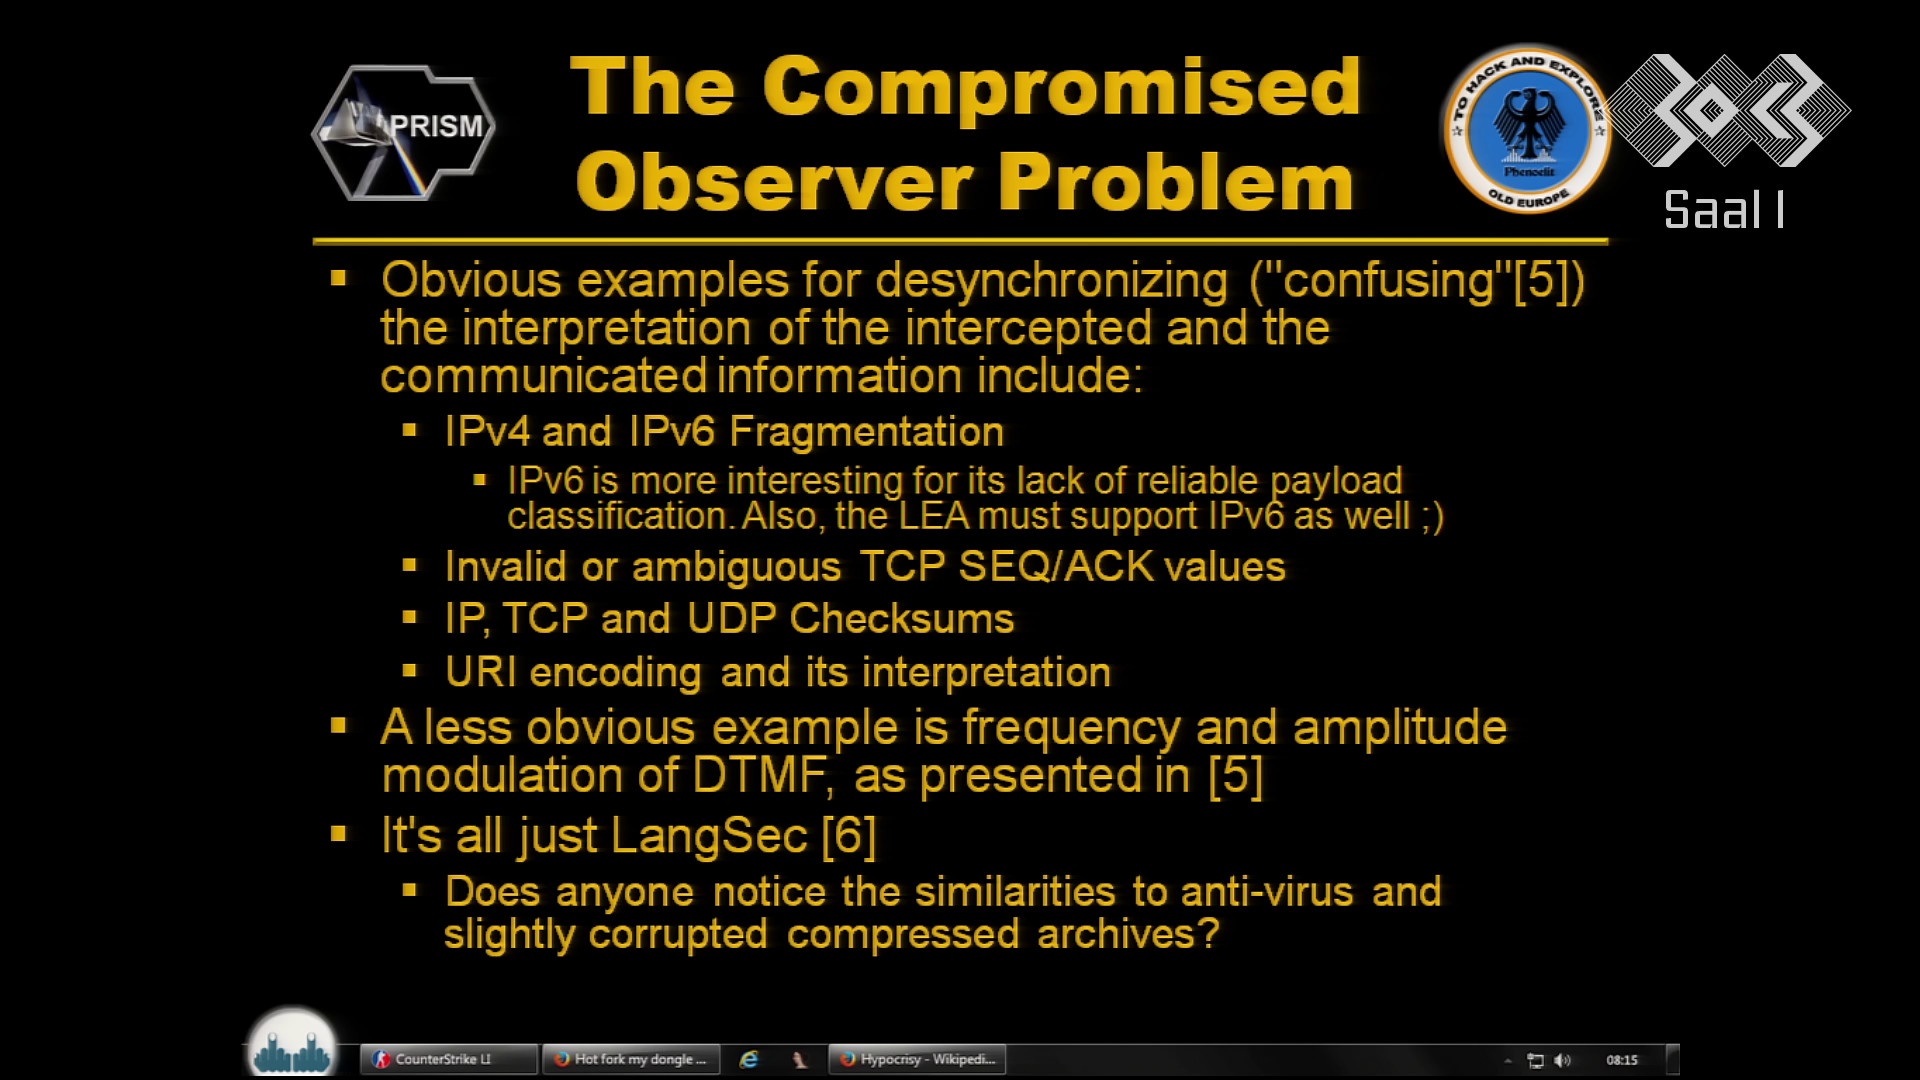 The Compromised
Observer Problem
PRISM
TO HACK AND EXPLORE
Phenoelit
OLD EUROPE
30C3
Saal 1
Obvious examples for desynchronizing ("confusing"[5])
the interpretation of the intercepted and the
communicated information include:
IPv4 and IPv6 Fragmentation
IPv6 is more interesting for its lack of reliable payload
classification. Also, the LEA must support IPv6 as well ;)
Invalid or ambiguous TCP SEQ/ACK values
IP, TCP and UDP Checksums
URI encoding and its interpretation
A less obvious example is frequency and amplitude
modulation of DTMF, as presented in [5]
It's all just LangSec [6]
Does anyone notice the similarities to anti-virus and
slightly corrupted compressed archives?
CounterStrike LI
Hot fork my dongle ...
Hypocrisy - Wikipedi...
08:15